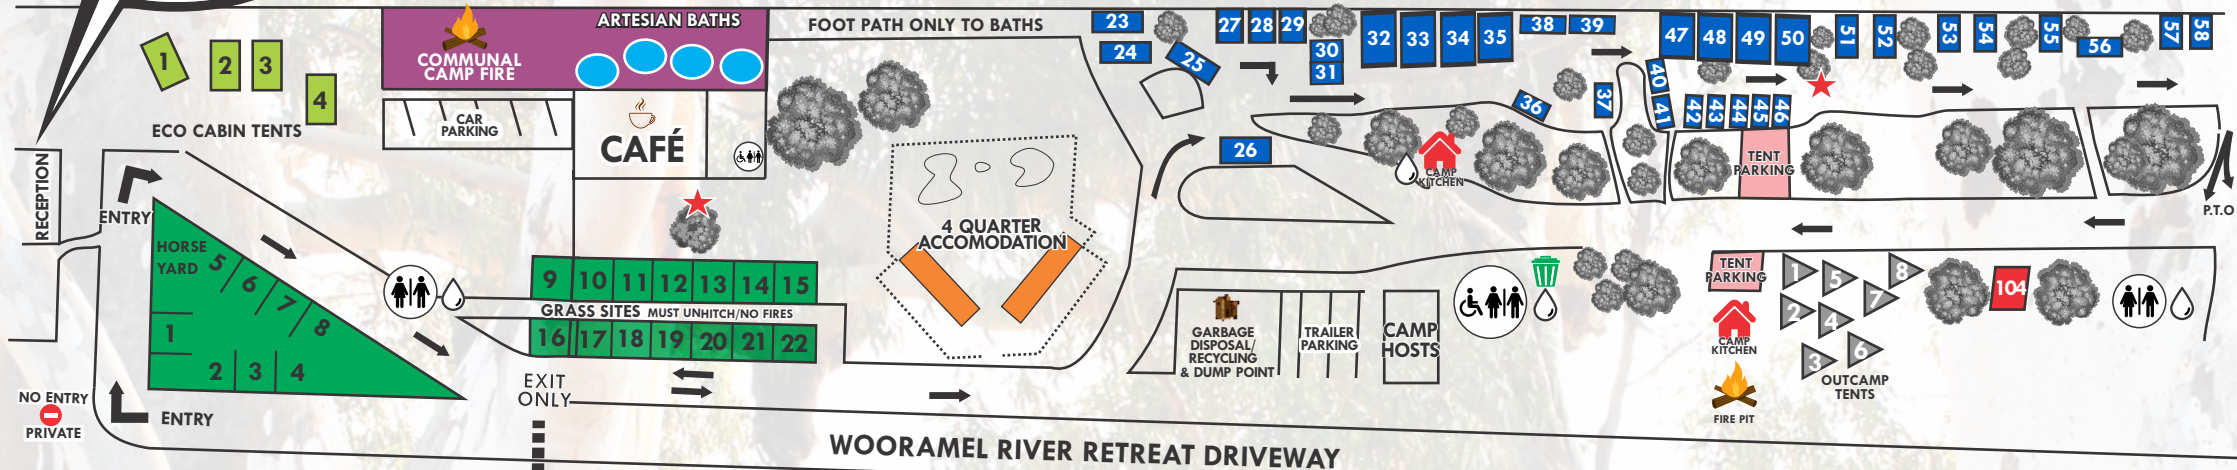 ARTESIAN BATHS
COMMUNAL
CAMP FIRE
FOOT PATH ONLY TO BATHS
1
2
3
4
ECO CABIN TENTS
CAR
PARKING
CAFÉ
RECEPTION
ENTRY
HORSE
YARD
5
6
7
8
1
2
3
4
NO ENTRY
PRIVATE
ENTRY
9
10
11
12
13
14
15
GRASS SITES MUST UNHITCH/NO FIRES
16
17
18
19
20
21
22
EXIT
ONLY
4 QUARTER
ACCOMODATION
WOORAMEL RIVER RETREAT DRIVEWAY
23
24
25
26
27
28
29
30
31
32
33
34
35
36
37
38
39
40
41
42
43
44
45
46
47
48
49
50
51
52
53
54
55
56
57
58
CAMP
KITCHEN
TENT
PARKING
P.T.O
GARBAGE
DISPOSAL/
RECYCLING
& DUMP POINT
TRAILER
PARKING
CAMP
HOSTS
TENT
PARKING
CAMP
KITCHEN
FIRE PIT
1
5
8
2
4
7
3
6
OUTCAMP
TENTS
104